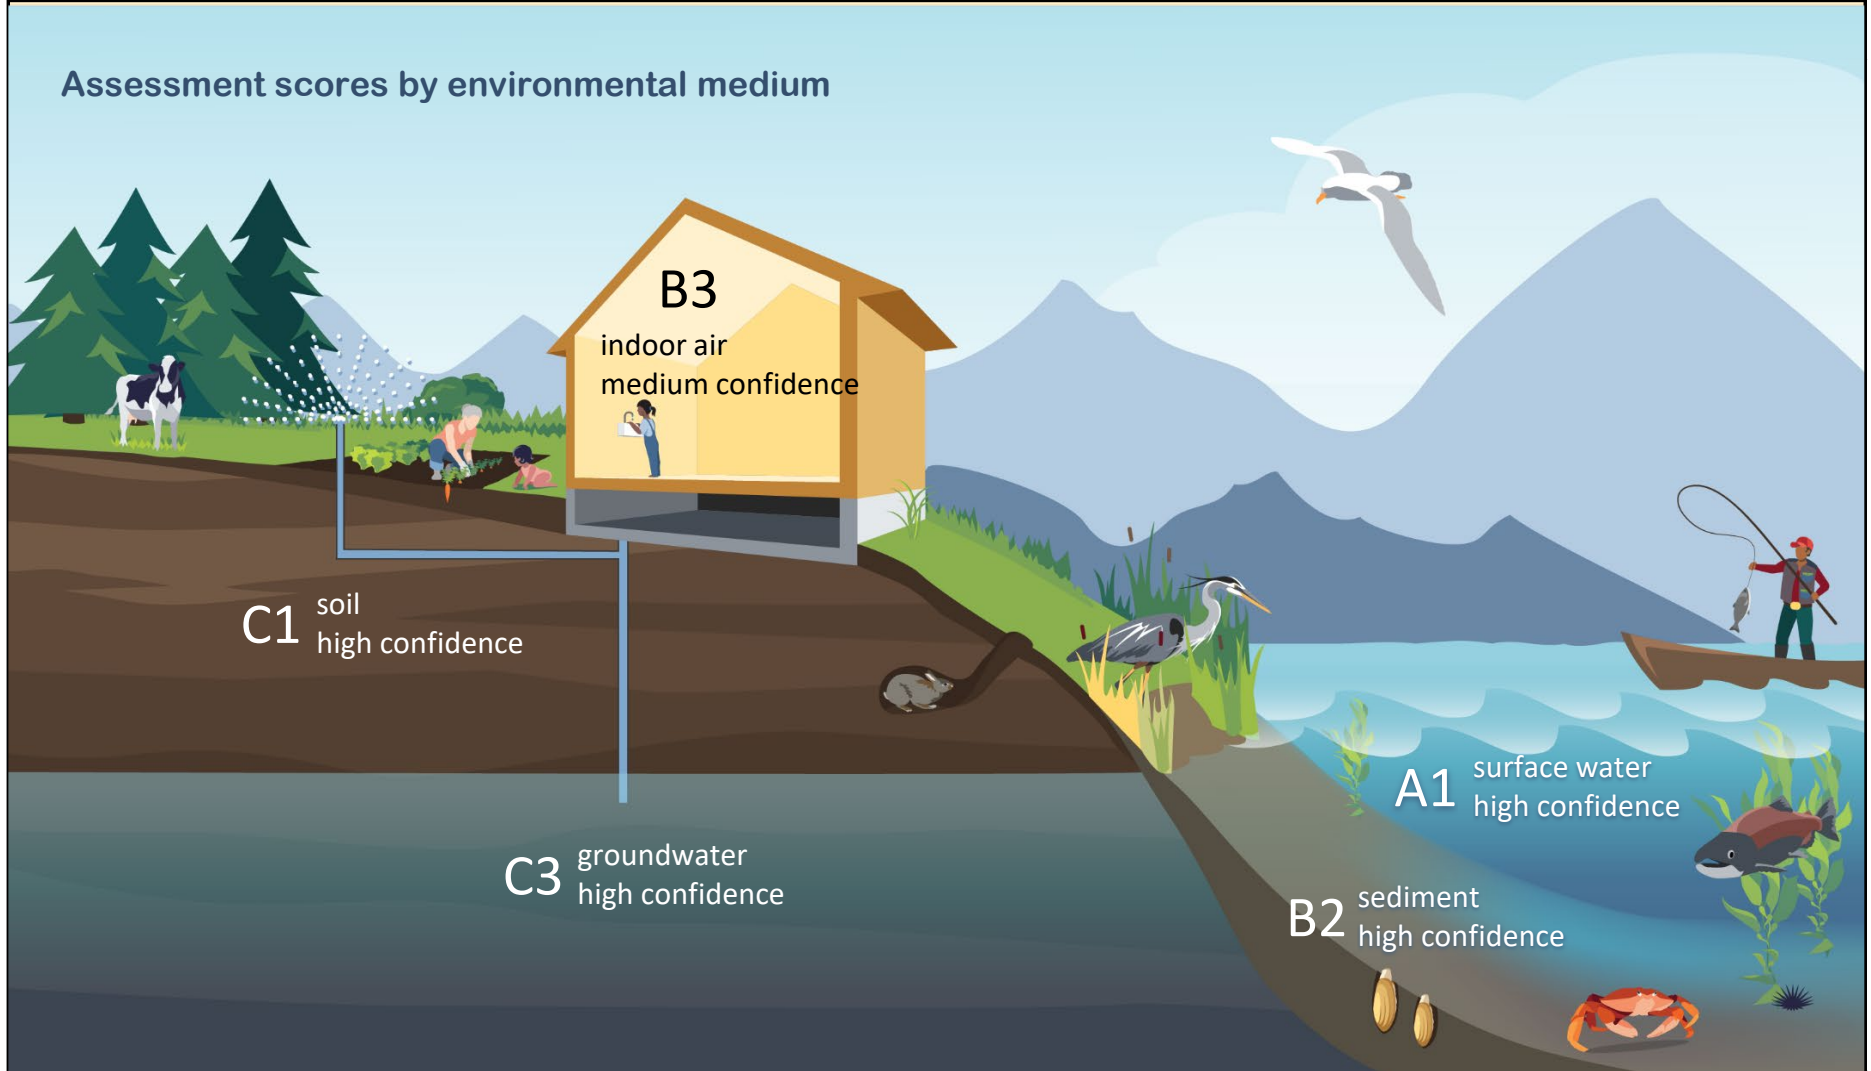 Assessment scores by environmental medium
B3
indoor air
medium confidence
C1
soil
high confidence
A1
surface water
high confidence
C3
groundwater
high confidence
B2
sediment
high confidence